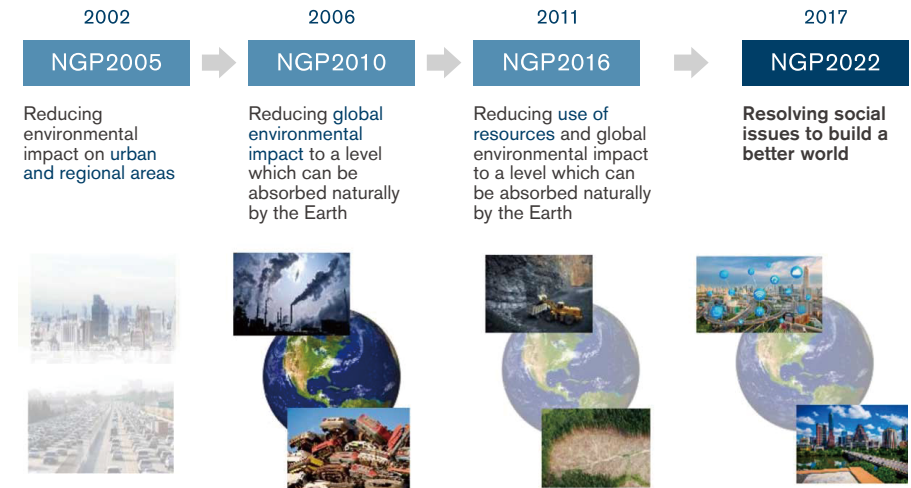 2002
NGP2005
Reducing
environmental
impact on urban
and regional areas
2006
NGP2010
Reducing global
environmental
impact to a level
which can be
absorbed naturally
by the Earth
2011
NGP2016
Reducing use of
resources and global
environmental impact
to a level which can
be absorbed naturally
by the Earth
2017
NGP2022
Resolving social
issues to build a
better world